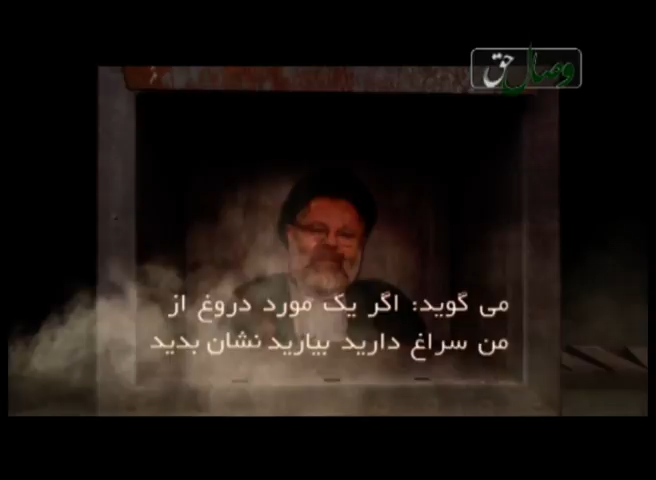 وصال حق
می گوید: اگر یک مورد دروغ از
من سراغ دارید بیارید نشان بدید